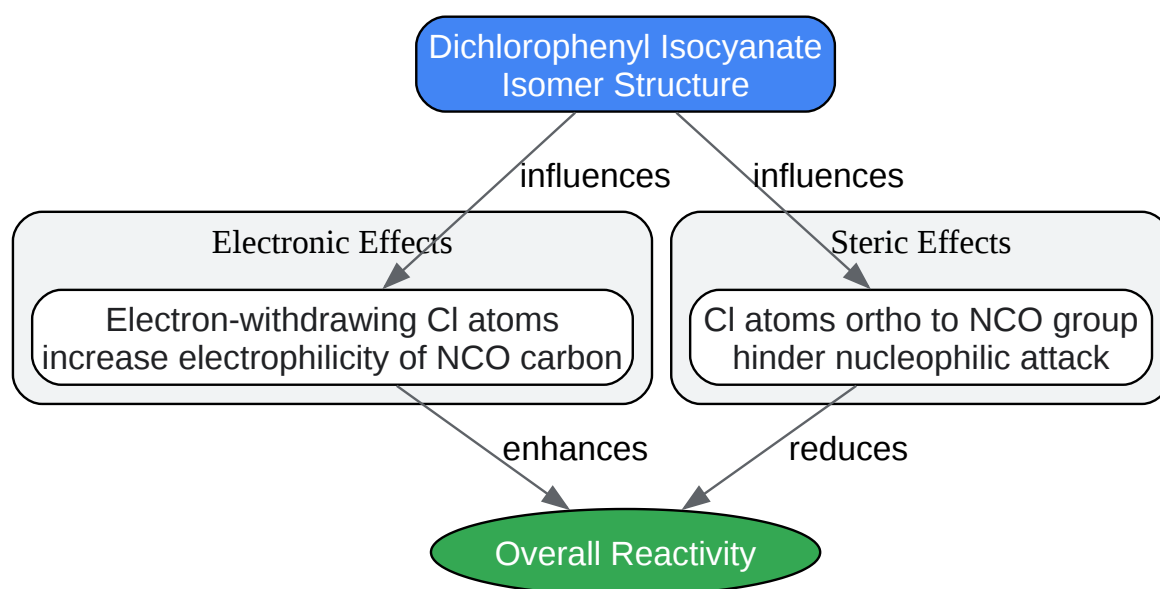 Dichlorophenyl Isocyanate
Isomer Structure
influences
influences
Electronic Effects
Steric Effects
Electron-withdrawing Cl atoms
increase electrophilicity of NCO carbon
Cl atoms ortho to NCO group
hinder nucleophilic attack
enhances
reduces
Overall Reactivity